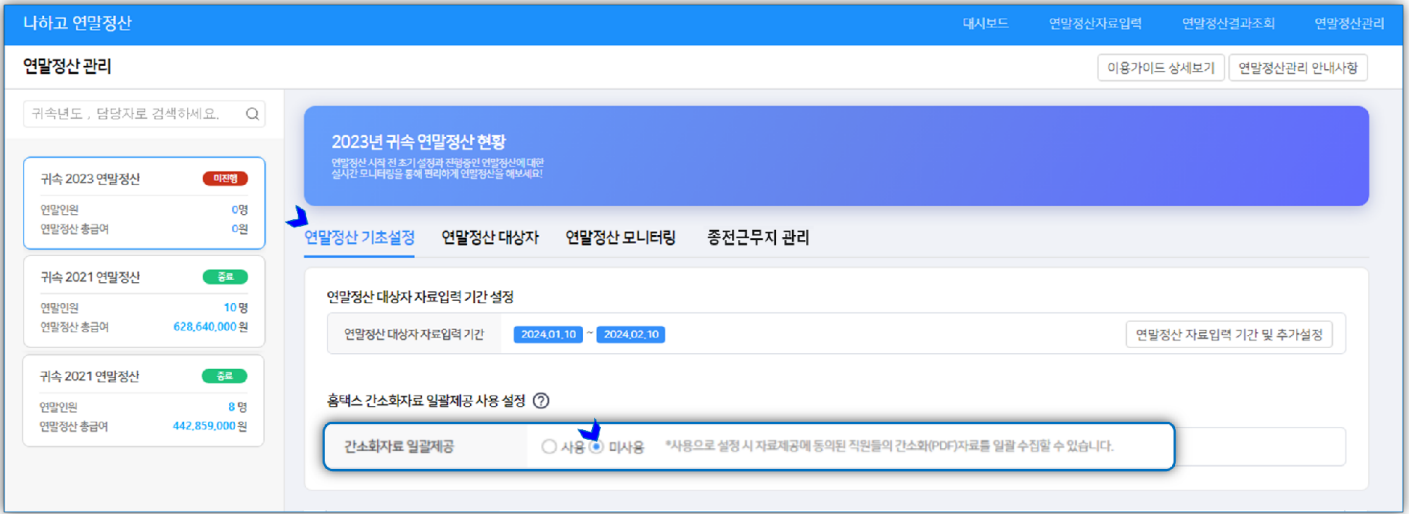 나하고 연말정산
대시보드 연말정산자료입력 연말정산결과조회 연말정산관리
연말정산 관리
이용가이드 상세보기 연말정산관리 안내사항
귀속년도 , 담당자로 검색하세요.
귀속 2023 연말정산 미진행
연말인원 0명
연말정산 총급여 0원
귀속 2021 연말정산 종료
연말인원 10 명
연말정산 총급여 628,640,000 원
귀속 2021 연말정산 종료
연말인원 8 명
연말정산 총급여 442,859,000 원
2023년 귀속 연말정산 현황
연말정산 시작 전 초기 설정과 진행중인 연말정산에 대한
실시간 모니터링을 통해 편리하게 연말정산을 해보세요!
연말정산 기초설정 연말정산 대상자 연말정산 모니터링 종전근무지 관리
연말정산 대상자 자료입력 기간 설정
연말정산 대상자 자료입력 기간 2024.01.10 ~ 2024.02.10 연말정산 자료입력 기간 및 추가설정
홈택스 간소화자료 일괄제공 사용 설정 ?
간소화자료 일괄제공 사용 미사용 *사용으로 설정 시 자료제공에 동의된 직원들의 간소화(PDF)자료를 일괄 수집할 수 있습니다.